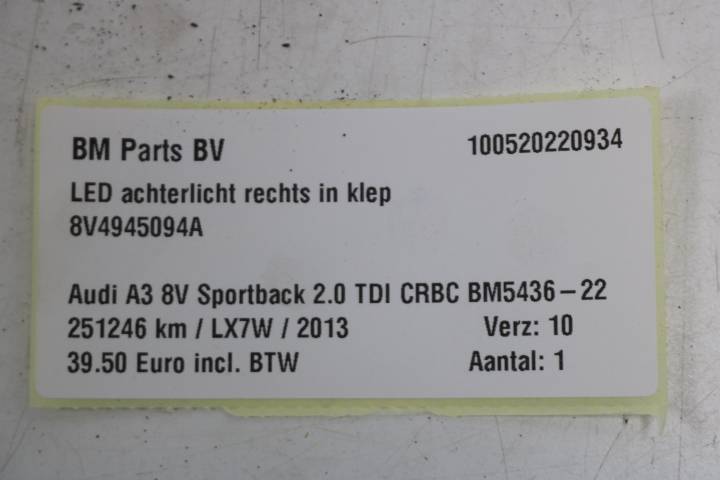 BM Parts BV 100520220934
LED achterlicht rechts in klep
8V4945094A
Audi A3 8V Sportback 2.0 TDI CRBC BM5436-22
251246 km / LX7W / 2013 Verz: 10
39.50 Euro incl. BTW Aantal: 1